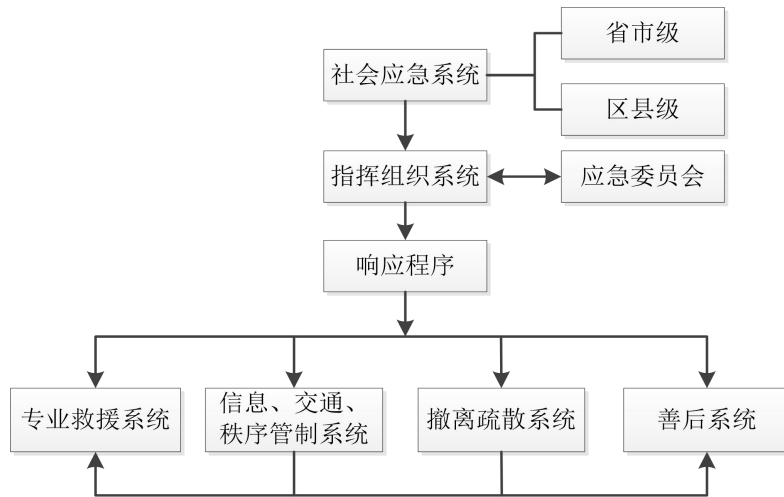 省市级
社会应急系统
区县级
指挥组织系统
应急委员会
响应程序
专业救援系统
信息、交通、
秩序管制系统
撤离疏散系统
善后系统